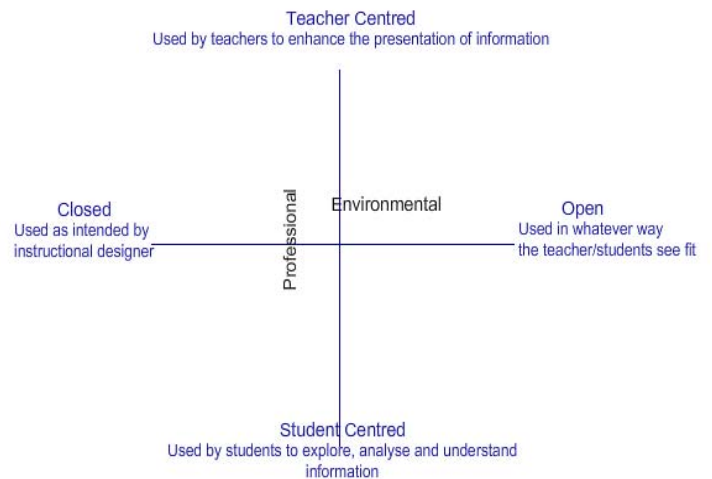 Teacher Centred
Used by teachers to enhance the presentation of information
Environmental
Professional
Closed
Used as intended by
instructional designer
Open
Used in whatever way
the teacher/students see fit
Student Centred
Used by students to explore, analyse and understand
information